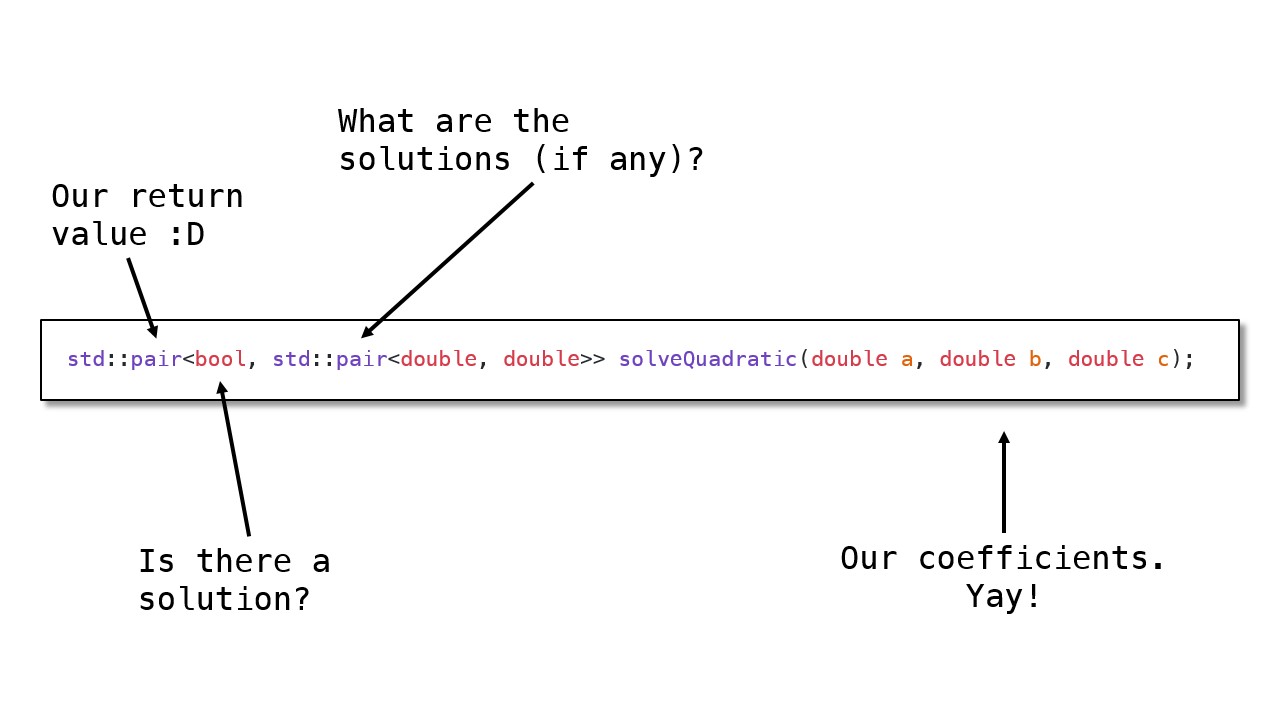 What are the
solutions (if any)?
Our return
value :D
std::pair<bool, std::pair<double, double>> solveQuadratic(double a, double b, double c);
Is there a
solution?
Our coefficients.
Yay!